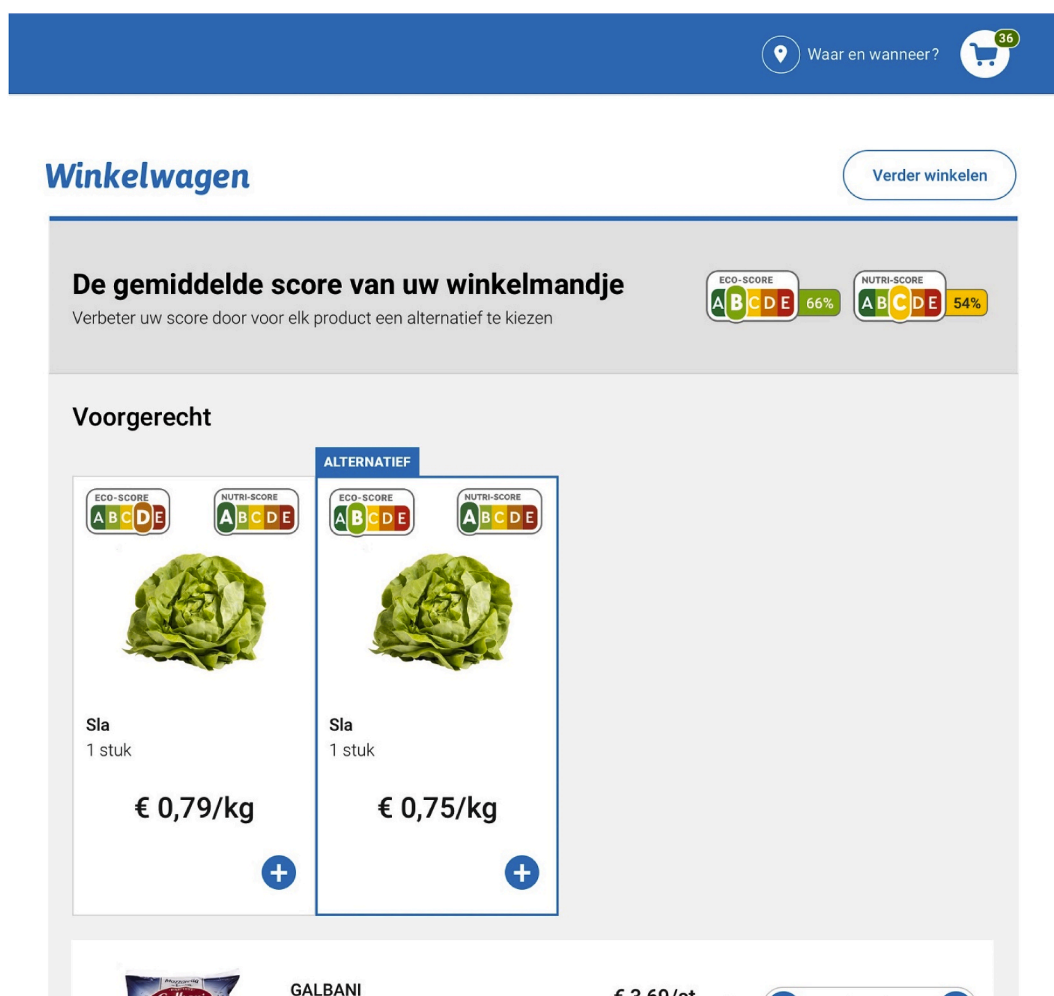 36
Waar en wanneer?
Winkelwagen
Verder winkelen
De gemiddelde score van uw winkelmandje
Verbeter uw score door voor elk product een alternatief te kiezen
ECO-SCORE
A B C D E 66%
NUTRI-SCORE
A B C D E 54%
Voorgerecht
ECO-SCORE
A B C D E
NUTRI-SCORE
A B C D E
Sla
1 stuk
€ 0,79/kg
ALTERNATIEF
ECO-SCORE
A B C D E
NUTRI-SCORE
A B C D E
Sla
1 stuk
€ 0,75/kg
GALBANI